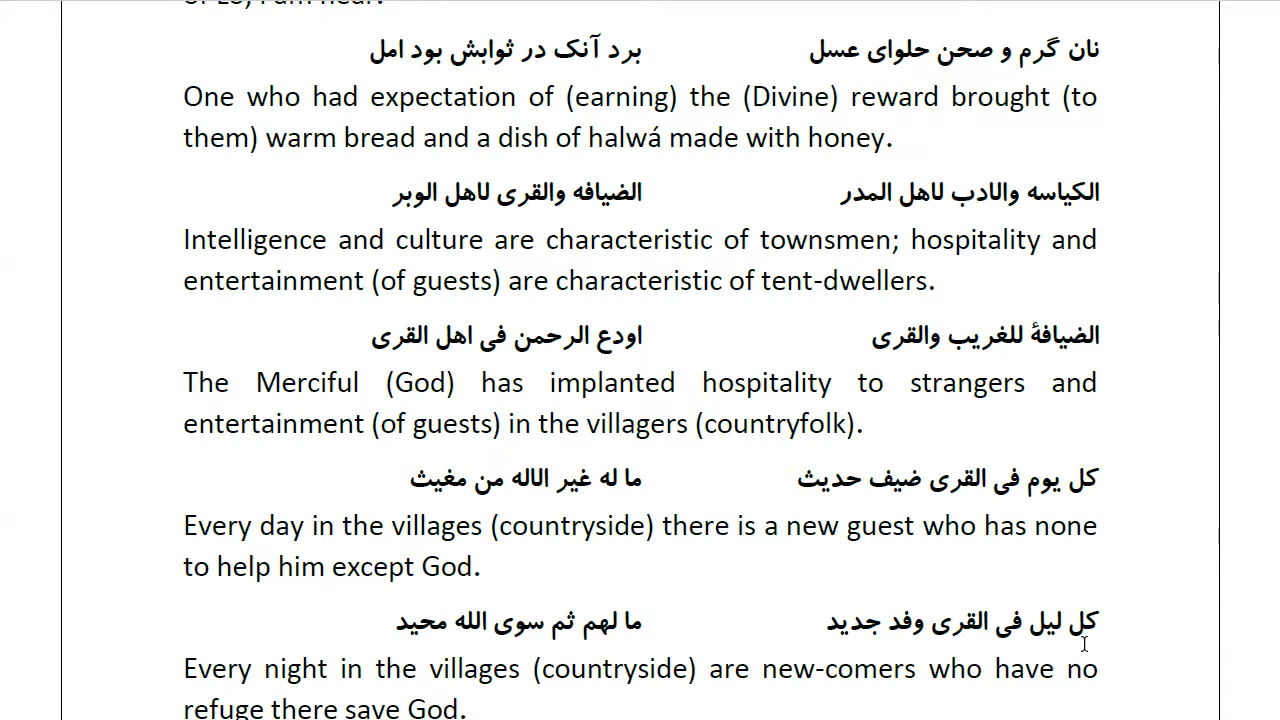 نان گرم و صحن حلوای عسل برد آنک در ثوابش بود امل
One who had expectation of (earning) the (Divine) reward brought (to
them) warm bread and a dish of halwá made with honey.
الکیاسه والادب لاهل المدر الضیافه والقری لاهل الوبر
Intelligence and culture are characteristic of townsmen; hospitality and
entertainment (of guests) are characteristic of tent-dwellers.
الضیافهٔ للغریب والقری اودع الرحمن فی اهل القری
The Merciful (God) has implanted hospitality to strangers and
entertainment (of guests) in the villagers (countryfolk).
کل یوم فی القری ضیف حدیث ما له غیر الاله من مغیث
Every day in the villages (countryside) there is a new guest who has none
to help him except God.
کل لیل فی القری وفد جدید ما لهم ثم سوی الله محید
Every night in the villages (countryside) are new-comers who have no
refuge there save God.